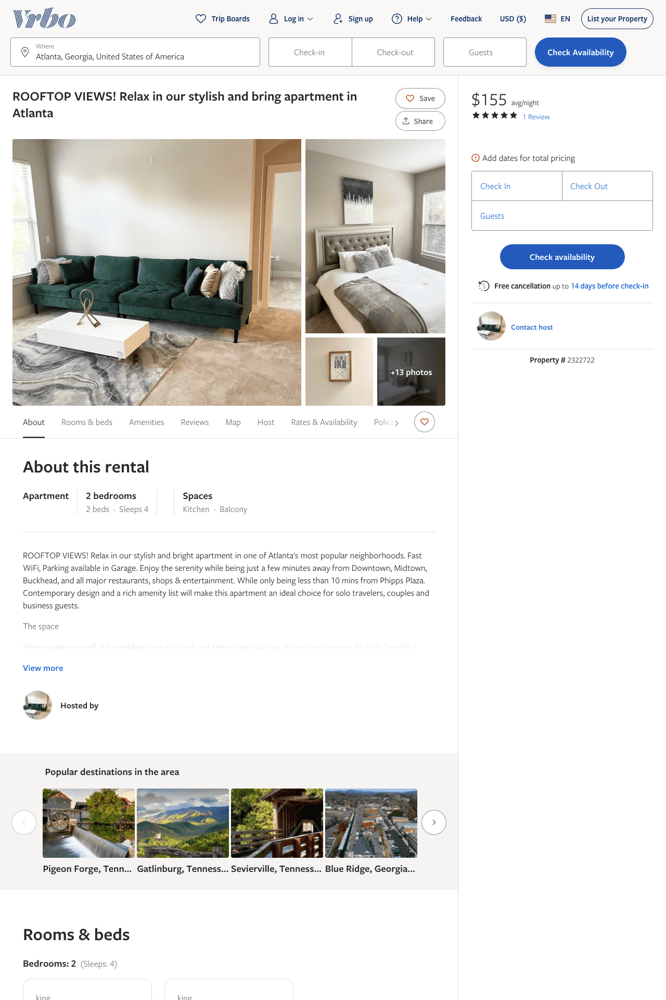 Vrbo
Trip Boards
Log in
Sign up
Help
Feedback
USD ($)
EN
List your Property
Where
Atlanta, Georgia, United States of America
Check-in
Check-out
Guests
Check Availability
ROOFTOP VIEWS! Relax in our stylish and bring apartment in
Atlanta
Save
Share
$155 avg/night
1 Review
Add dates for total pricing
Check In
Check Out
Guests
Check availability
Free cancellation up to 14 days before check-in
Contact host
Property # 2322722
LOCAL
+13 photos
About
Rooms & beds
Amenities
Reviews
Map
Host
Rates & Availability
About this rental
Apartment
2 bedrooms
2 beds · Sleeps 4
Spaces
Kitchen · Balcony
ROOFTOP VIEWS! Relax in our stylish and bright apartment in one of Atlanta's most popular neighborhoods. Fast
WiFi, Parking available in Garage. Enjoy the serenity while being just a few minutes away from Downtown, Midtown,
Buckhead, and all major restaurants, shops & entertainment. While only being less than 10 mins from Phipps Plaza.
Contemporary design and a rich amenity list will make this apartment an ideal choice for solo travelers, couples and
business guests.
The space
Please make yourself at homeMake sure to check out the private balcony at sunrise or sunset, it's truly beautiful
View more
Hosted by
Popular destinations in the area
Pigeon Forge, Tenn...
Gatlinburg, Tenness...
Sevierville, Tenness...
Blue Ridge, Georgia...
Rooms & beds
Bedrooms: 2 (Sleeps: 4)
king
king